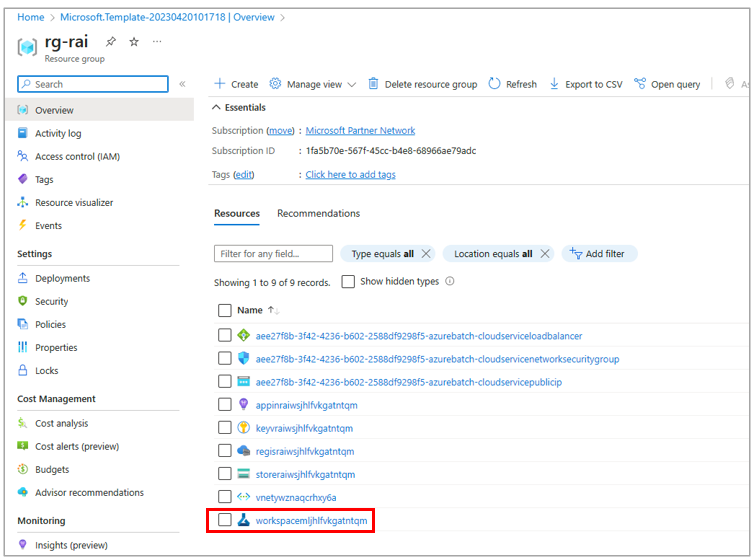 Home > Microsoft.Template-20230420101718 | Overview >
rg-rai
Resource group
Search
Create Manage view Delete resource group Refresh Export to CSV Open query
Essentials
Subscription (move) : Microsoft Partner Network
Subscription ID : 1fa5b70e-567f-45cc-b4e8-68966ae79adc
Tags (edit) : Click here to add tags
Overview
Activity log
Access control (IAM)
Tags
Resource visualizer
Events
Settings
Deployments
Security
Policies
Properties
Locks
Cost Management
Cost analysis
Cost alerts (preview)
Budgets
Advisor recommendations
Monitoring
Insights (preview)
Resources Recommendations
Filter for any field... Type equals all Location equals all Add filter
Showing 1 to 9 of 9 records. Show hidden types
Name
aee27f8b-3f42-4236-b602-2588df9298f5-azurebatch-cloudserviceloadbalancer
aee27f8b-3f42-4236-b602-2588df9298f5-azurebatch-cloudservicenetworksecuritygroup
aee27f8b-3f42-4236-b602-2588df9298f5-azurebatch-cloudservicepublicip
appinraiwsjhlfvkgatntqm
keyvraiwsjhlfvkgatntqm
regisraiwsjhlfvkgatntqm
storeraiwsjhlfvkgatntqm
vnetywznaqcrhxy6a
workspacemljhlfvkgatntqm